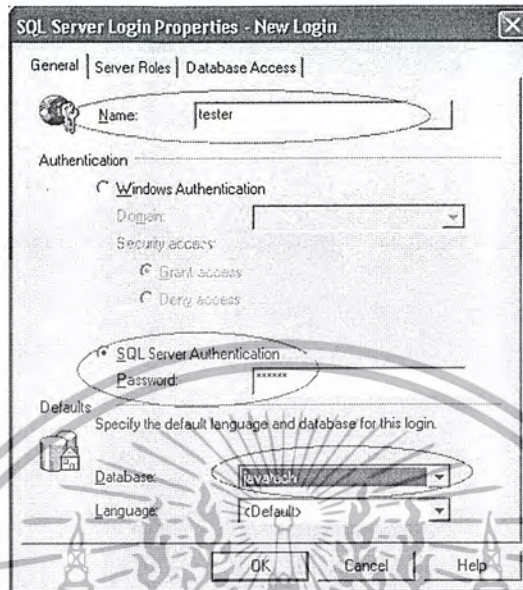 SQL Server Login Properties - New Login
General Server Roles Database Access
Name: tester ...
Authentication
Windows Authentication
Domain:
Security access:
Grant access
Deny access
SQL Server Authentication
Password: ××××××
Defaults
Specify the default language and database for this login.
Database: javatech
Language: <Default>
OK Cancel Help